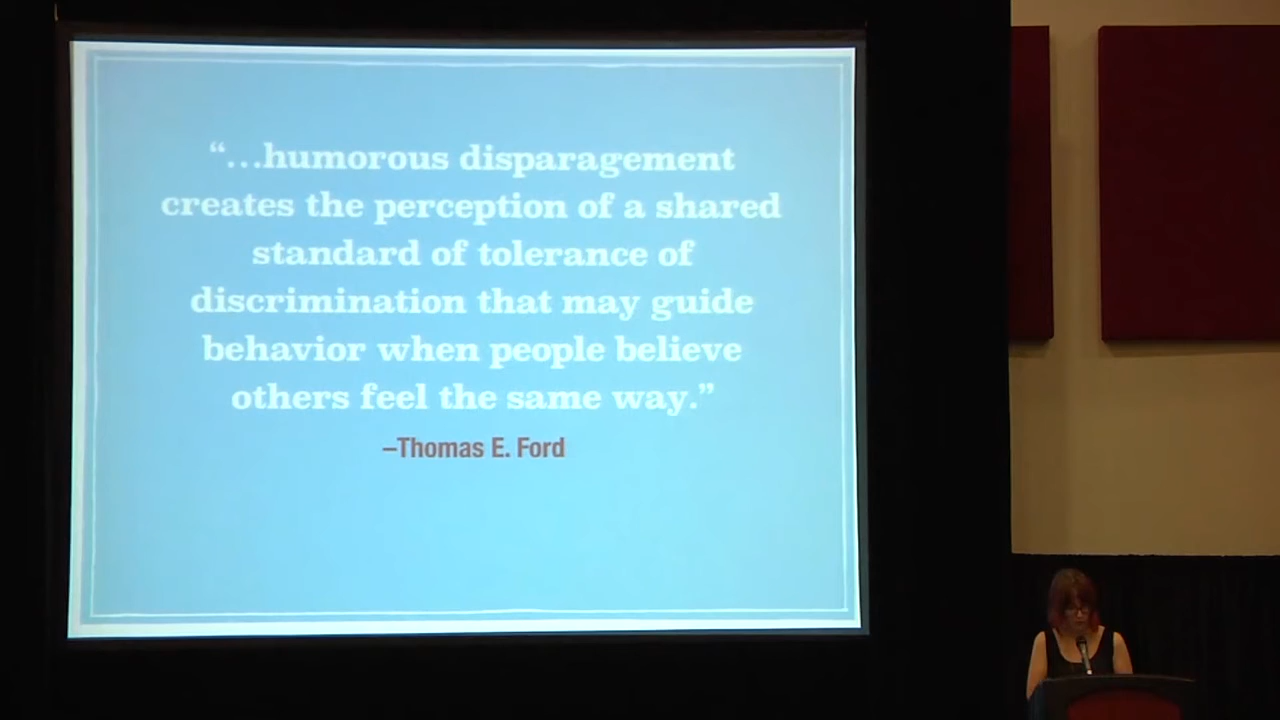 “…humorous disparagement
creates the perception of a shared
standard of tolerance of
discrimination that may guide
behavior when people believe
others feel the same way.”
–Thomas E. Ford